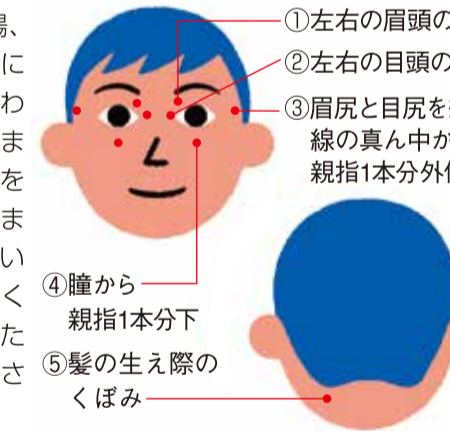 ①左右の眉頭の
②左右の目頭の
③眉尻と目尻を
線の真ん中か
親指1本分外
④瞳から
親指1本分下
⑤髪の生え際の
くぼみ
場、
に
わ
ま
を
ま
い
く
た
さ